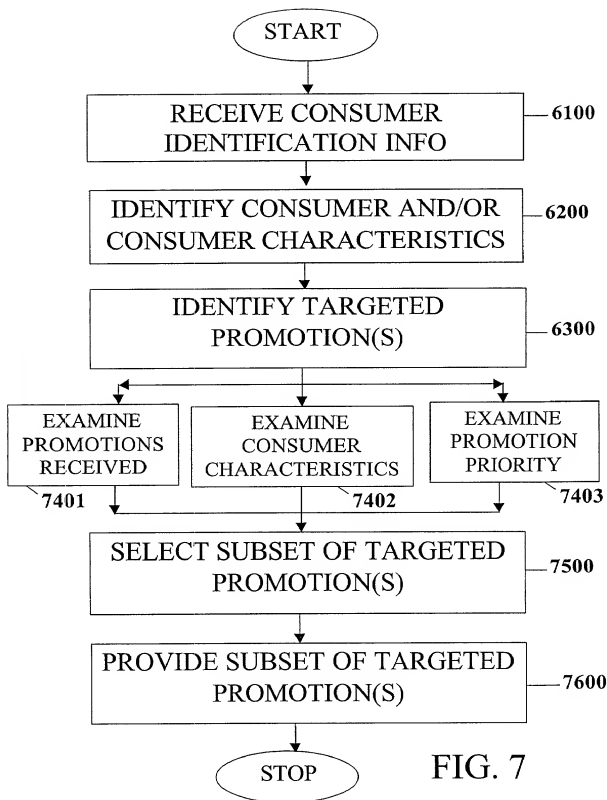 START
RECEIVE CONSUMER
IDENTIFICATION INFO
6100
IDENTIFY CONSUMER AND/OR
CONSUMER CHARACTERISTICS
6200
IDENTIFY TARGETED
PROMOTION(S)
6300
EXAMINE
PROMOTIONS
RECEIVED
7401
EXAMINE
CONSUMER
CHARACTERISTICS
7402
EXAMINE
PROMOTION
PRIORITY
7403
SELECT SUBSET OF TARGETED
PROMOTION(S)
7500
PROVIDE SUBSET OF TARGETED
PROMOTION(S)
7600
STOP
FIG. 7